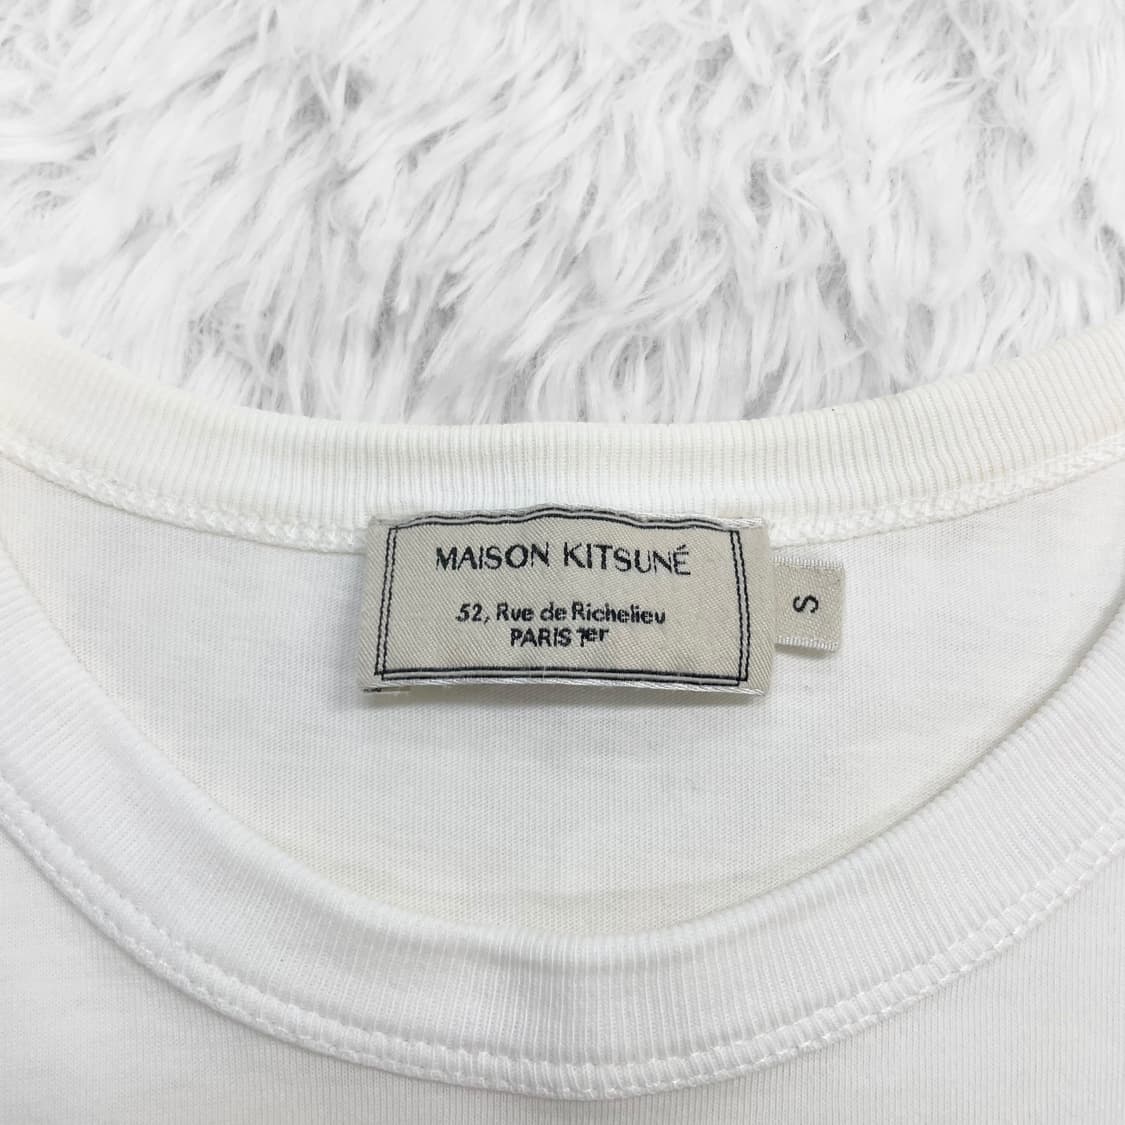 MAISON KITSUNÉ
52, Rue de Richelieu
PARIS 1er
S